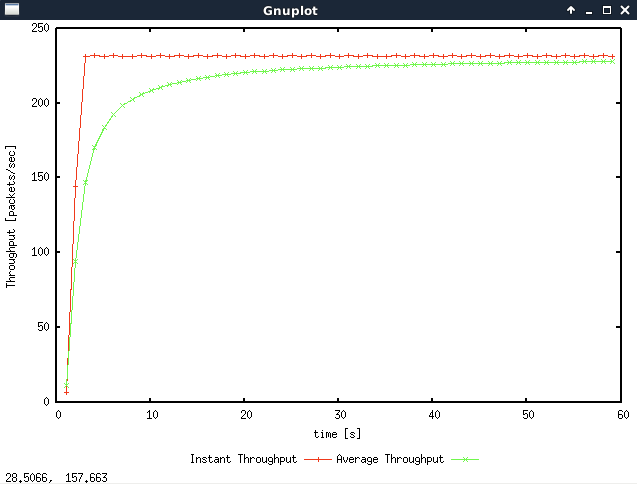 Gnuplot
250
200
150
100
50
0
Throughput [packets/sec]
0 10 20 30 40 50 60
time [s]
Instant Throughput Average Throughput
28.5066, 157.663